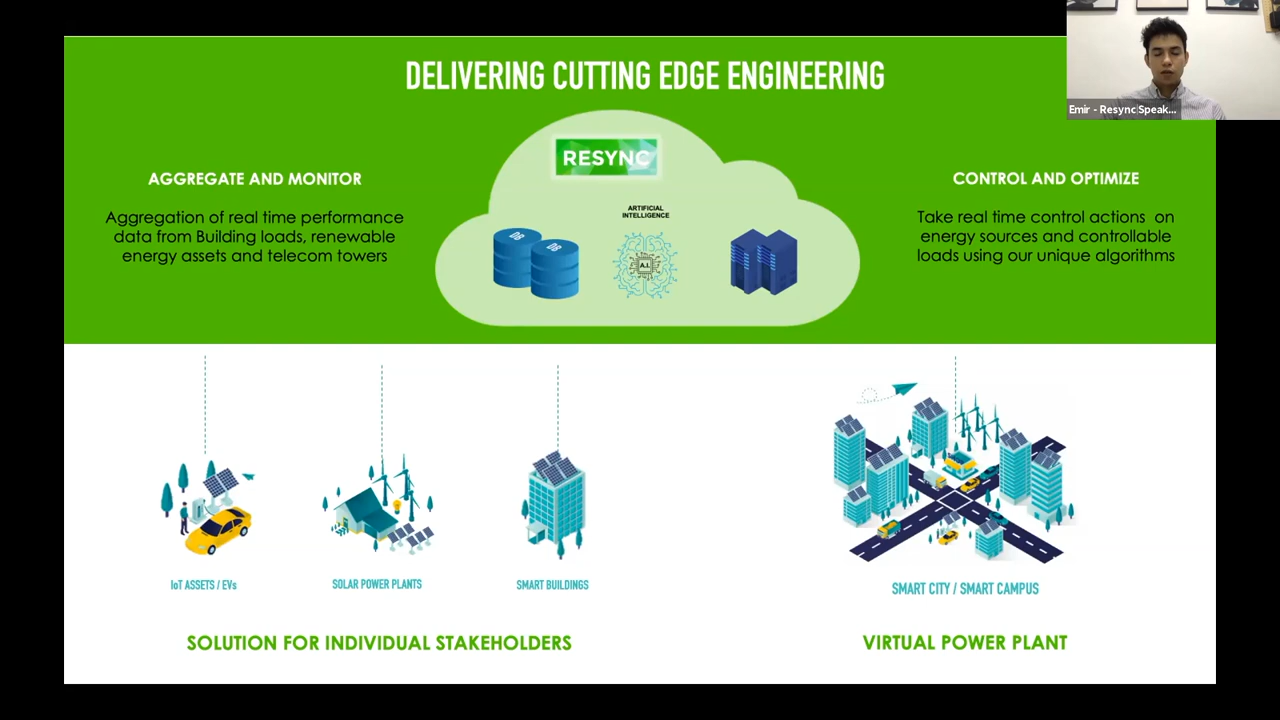 DELIVERING CUTTING EDGE ENGINEERING
Emir - Resync Speak...
RESYNC
AGGREGATE AND MONITOR
Aggregation of real time performance
data from Building loads, renewable
energy assets and telecom towers
ARTIFICIAL
INTELLIGENCE
DB
DB
A.I.
CONTROL AND OPTIMIZE
Take real time control actions on
energy sources and controllable
loads using our unique algorithms
IoT ASSETS / EVs
SOLAR POWER PLANTS
SMART BUILDINGS
SMART CITY / SMART CAMPUS
SOLUTION FOR INDIVIDUAL STAKEHOLDERS
VIRTUAL POWER PLANT